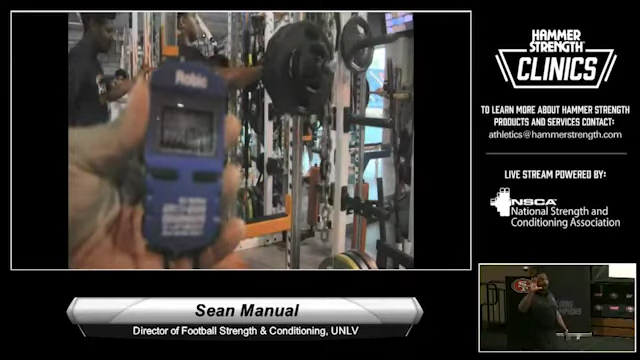 HAMMER
STRENGTH
CLINICS
TO LEARN MORE ABOUT HAMMER STRENGTH
PRODUCTS AND SERVICES CONTACT:
athletics@hammerstrength.com
LIVE STREAM POWERED BY:
NSCA
National Strength and
Conditioning Association
Sean Manual
Director of Football Strength & Conditioning, UNLV